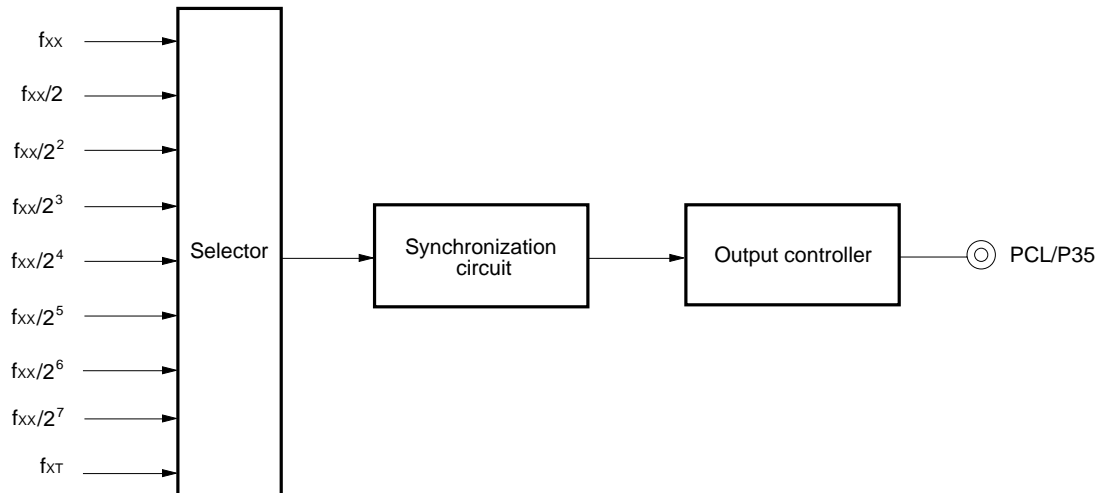 fXX
fXX/2
fXX/2²
fXX/2³
fXX/2⁴
fXX/2⁵
fXX/2⁶
fXX/2⁷
fXT
Selector
Synchronization
circuit
Output controller
PCL/P35